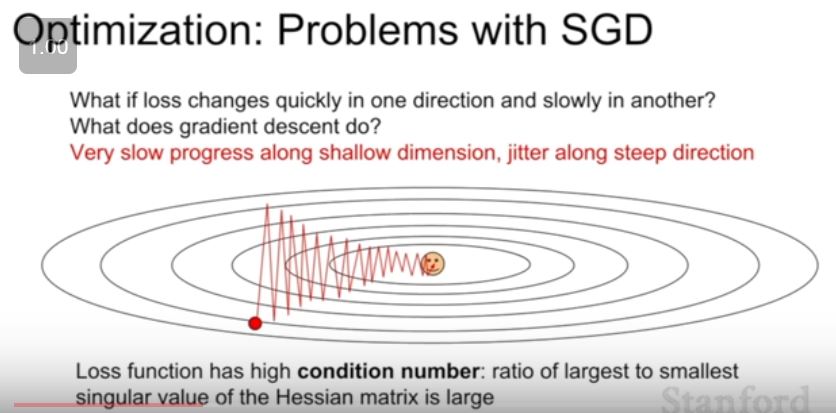 Optimization: Problems with SGD
1.00
What if loss changes quickly in one direction and slowly in another?
What does gradient descent do?
Very slow progress along shallow dimension, jitter along steep direction
Loss function has high condition number: ratio of largest to smallest
singular value of the Hessian matrix is large
Stanford